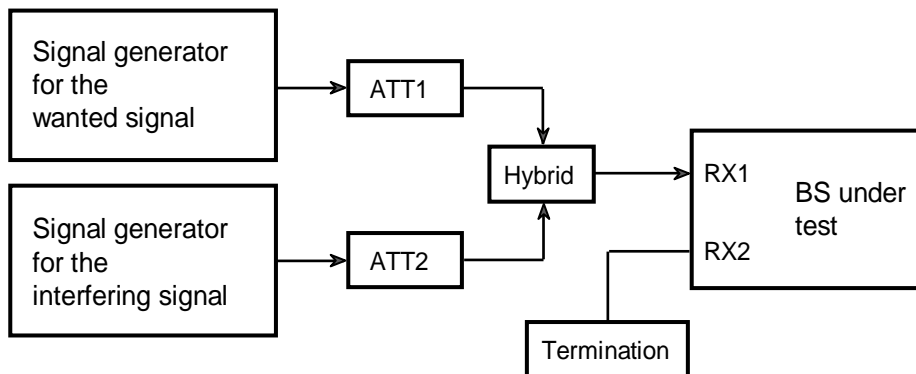 Signal generator
for the
wanted signal
ATT1
Hybrid
RX1
BS under
test
RX2
Signal generator
for the
interfering signal
ATT2
Termination